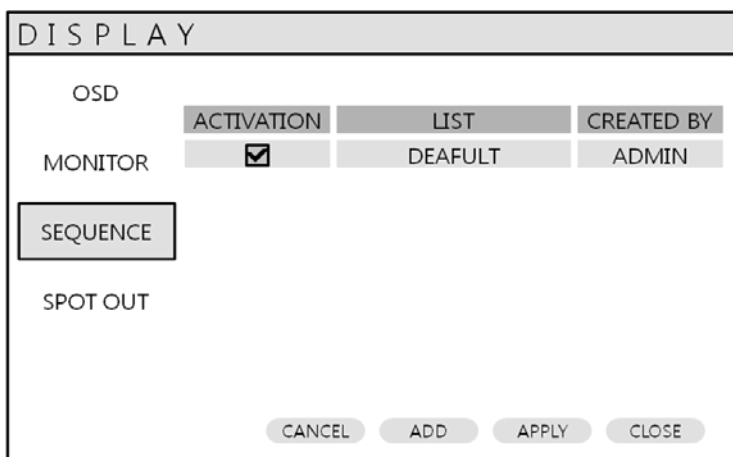 DISPLAY
OSD
MONITOR
SEQUENCE
SPOT OUT
ACTIVATION LIST CREATED BY
DEAFULT ADMIN
CANCEL ADD APPLY CLOSE